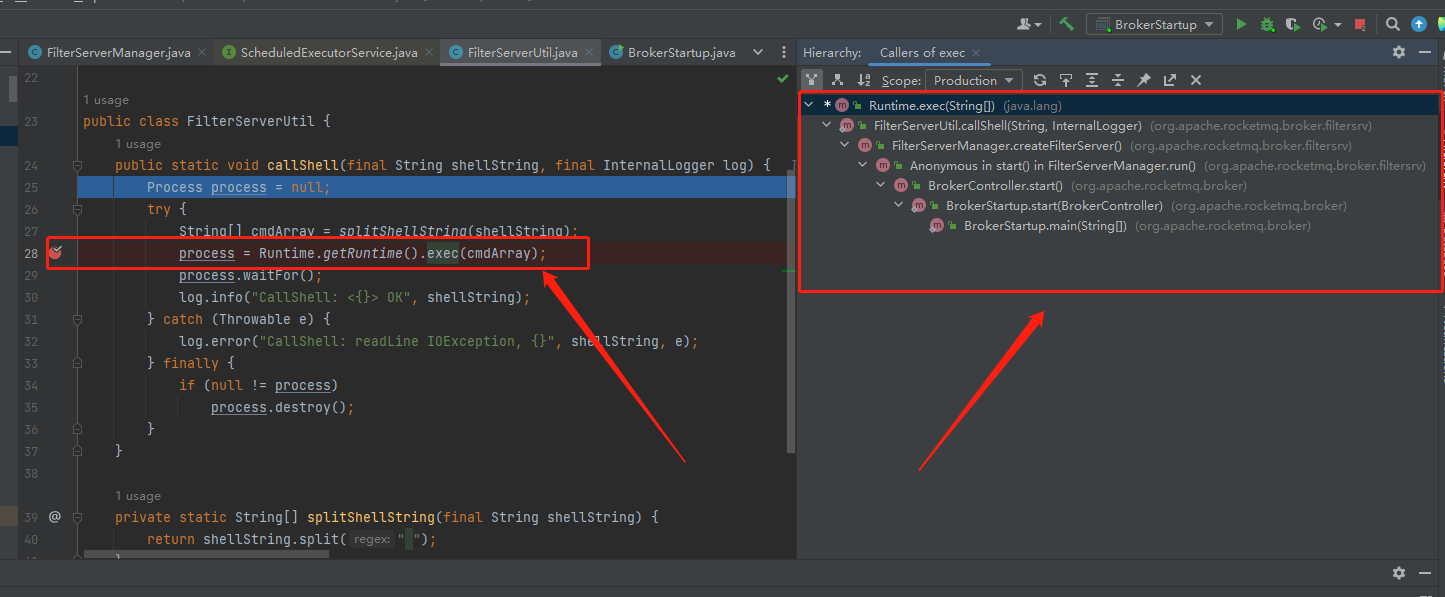 BrokerStartup
FilterServerManager.java
ScheduledExecutorService.java
FilterServerUtil.java
BrokerStartup.java
22
1 usage
23 public class FilterServerUtil {
1 usage
24 public static void callShell(final String shellString, final InternalLogger log) {
25 Process process = null;
26 try {
27 String[] cmdArray = splitShellString(shellString);
28 process = Runtime.getRuntime().exec(cmdArray);
29 process.waitFor();
30 log.info("CallShell: <{}> OK", shellString);
31 } catch (Throwable e) {
32 log.error("CallShell: readLine IOException, {}", shellString, e);
33 } finally {
34 if (null != process)
35 process.destroy();
36 }
37 }
38
1 usage
39 @ private static String[] splitShellString(final String shellString) {
40 return shellString.split( regex: " ");
Hierarchy: Callers of exec
Scope: Production
* m Runtime.exec(String[]) (java.lang)
m FilterServerUtil.callShell(String, InternalLogger) (org.apache.rocketmq.broker.filtersrv)
m FilterServerManager.createFilterServer() (org.apache.rocketmq.broker.filtersrv)
m Anonymous in start() in FilterServerManager.run() (org.apache.rocketmq.broker.filtersrv)
m BrokerController.start() (org.apache.rocketmq.broker)
m BrokerStartup.start(BrokerController) (org.apache.rocketmq.broker)
m BrokerStartup.main(String[]) (org.apache.rocketmq.broker)